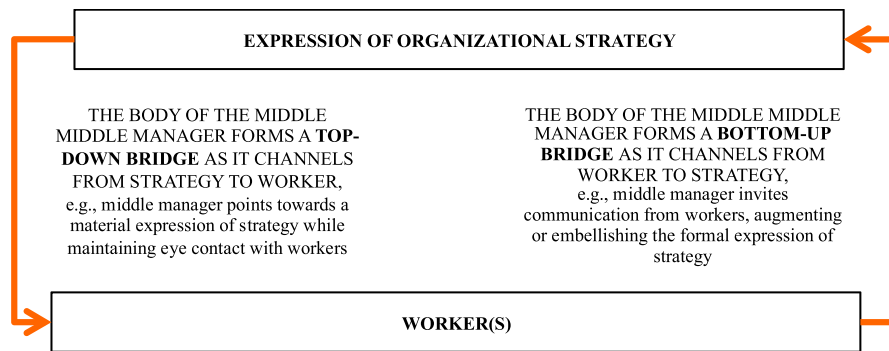 EXPRESSION OF ORGANIZATIONAL STRATEGY
THE BODY OF THE MIDDLE
MIDDLE MANAGER FORMS A TOP-
DOWN BRIDGE AS IT CHANNELS
FROM STRATEGY TO WORKER,
e.g., middle manager points towards a
material expression of strategy while
maintaining eye contact with workers
THE BODY OF THE MIDDLE MIDDLE
MANAGER FORMS A BOTTOM-UP
BRIDGE AS IT CHANNELS FROM
WORKER TO STRATEGY,
e.g., middle manager invites
communication from workers, augmenting
or embellishing the formal expression of
strategy
WORKER(S)